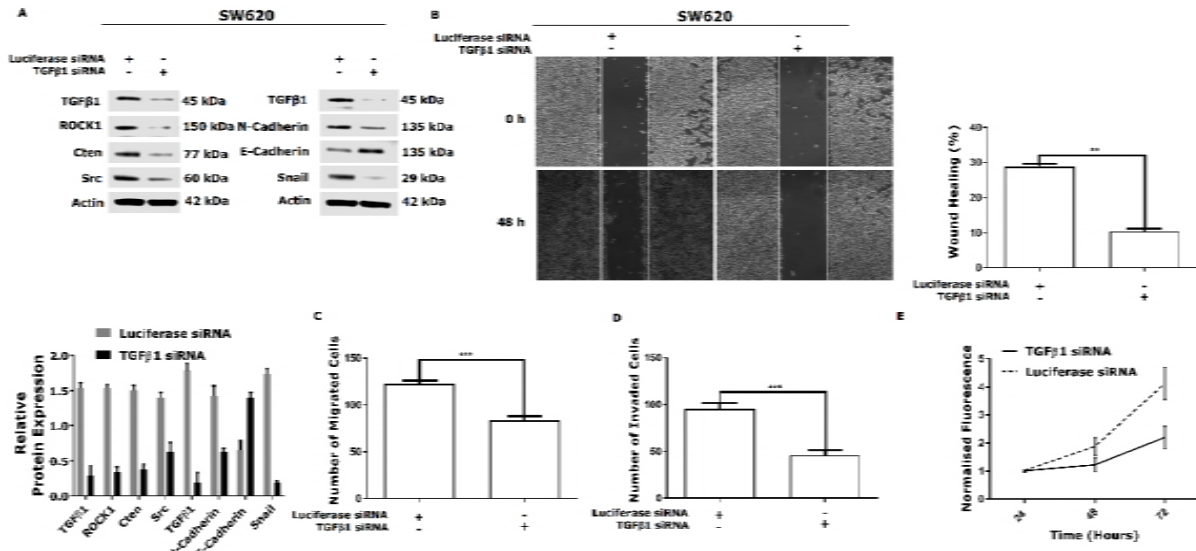 A
SW620
Luciferase siRNA + -
TGFβ1 siRNA - +
TGFβ1 45 kDa
ROCK1 150 kDa
Cten 77 kDa
Src 60 kDa
Actin 42 kDa
+ -
- +
TGFβ1 45 kDa
N-Cadherin 135 kDa
E-Cadherin 135 kDa
Snail 29 kDa
Actin 42 kDa
B
SW620
Luciferase siRNA + -
TGFβ1 siRNA - +
0 h
48 h
Wound Healing (%)
40
30
20
10
0
**
Luciferase siRNA + -
TGFβ1 siRNA - +
Luciferase siRNA
TGFβ1 siRNA
Relative
Protein Expression
2.0
1.5
1.0
0.5
0.0
TGFβ1
ROCK1
Cten
Src
TGFβ1
-Cadherin
-Cadherin
Snail
C
Number of Migrated Cells
150
100
50
0
***
Luciferase siRNA + -
TGFβ1 siRNA - +
D
Number of Invaded Cells
150
100
50
0
***
Luciferase siRNA + -
TGFβ1 siRNA - +
E
TGFβ1 siRNA
Luciferase siRNA
Normalised Fluorescence
5
4
3
2
1
0
24
48
72
Time (Hours)